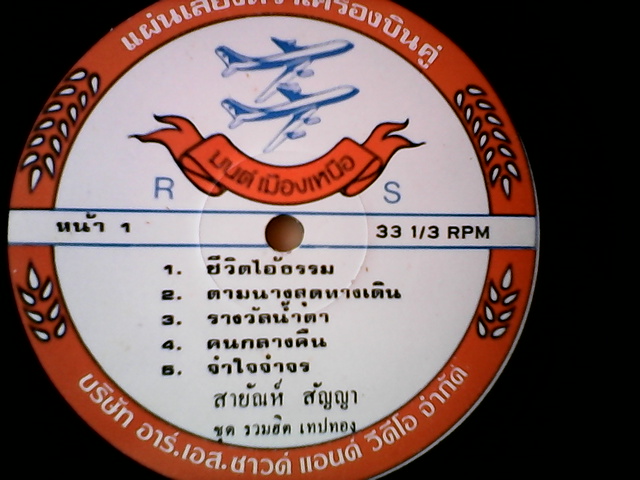 แผ่นเสียงตราเครื่องบินคู่
มนต์เมืองเหนือ
R S
หน้า 1
33 1/3 RPM
1. ชีวิตไอ้ธรรม
2. ตามนางสุดทางเดิน
3. รางวัลน้ำตา
4. คนกลางคืน
5. จำใจจำจร
สายัณห์ สัญญา
ชุด รวมฮิต เทปทอง
บริษัท อาร์.เอส.ซาวด์ แอนด์ วีดีโอ จำกัด